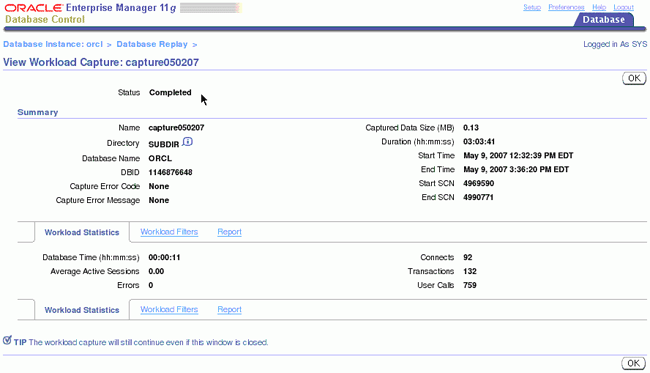 ORACLE Enterprise Manager 11g
Database Control
Setup Preferences Help Logout
Database
Database Instance: orcl > Database Replay >
Logged in As SYS
View Workload Capture: capture050207
OK
Status Completed
Summary
Name capture050207
Directory SUBDIR
Database Name ORCL
DBID 1146876648
Capture Error Code None
Capture Error Message None
Captured Data Size (MB) 0.13
Duration (hh:mm:ss) 03:03:41
Start Time May 9, 2007 12:32:39 PM EDT
End Time May 9, 2007 3:36:20 PM EDT
Start SCN 4969590
End SCN 4990771
Workload Statistics Workload Filters Report
Database Time (hh:mm:ss) 00:00:11
Average Active Sessions 0.00
Errors 0
Connects 92
Transactions 132
User Calls 759
Workload Statistics Workload Filters Report
TIP The workload capture will still continue even if this window is closed.
OK